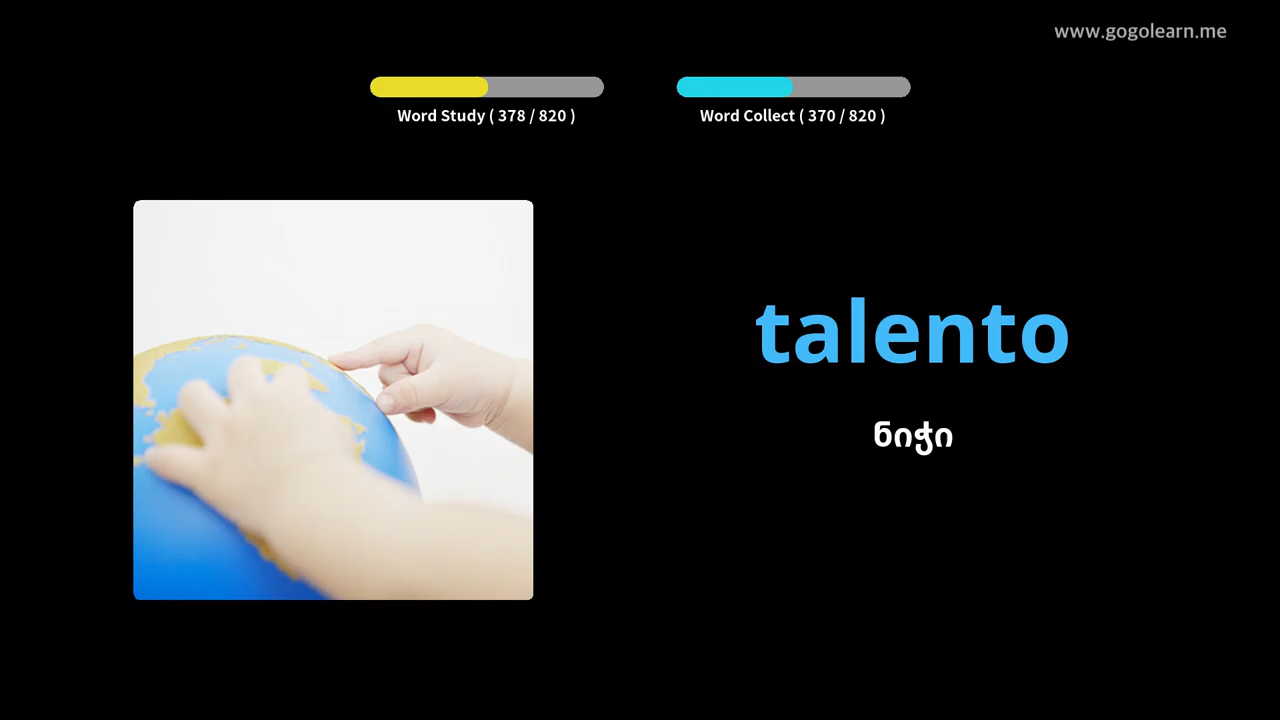 www.gogolearn.me
Word Study ( 378 / 820 )
Word Collect ( 370 / 820 )
talento
ნიჭი